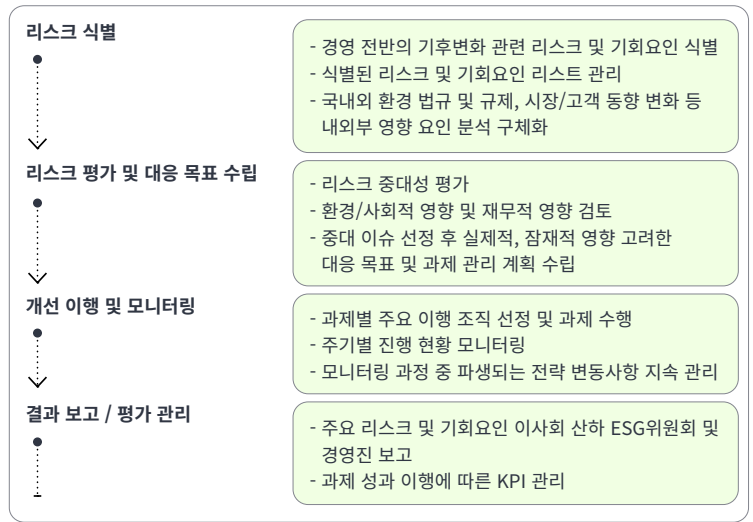 리스크 식별
- 경영 전반의 기후변화 관련 리스크 및 기회요인 식별
- 식별된 리스크 및 기회요인 리스트 관리
- 국내외 환경 법규 및 규제, 시장/고객 동향 변화 등
내외부 영향 요인 분석 구체화
리스크 평가 및 대응 목표 수립
- 리스크 중대성 평가
- 환경/사회적 영향 및 재무적 영향 검토
- 중대 이슈 선정 후 실제적, 잠재적 영향 고려한
대응 목표 및 과제 관리 계획 수립
개선 이행 및 모니터링
- 과제별 주요 이행 조직 선정 및 과제 수행
- 주기별 진행 현황 모니터링
- 모니터링 과정 중 파생되는 전략 변동사항 지속 관리
결과 보고 / 평가 관리
- 주요 리스크 및 기회요인 이사회 산하 ESG위원회 및
경영진 보고
- 과제 성과 이행에 따른 KPI 관리